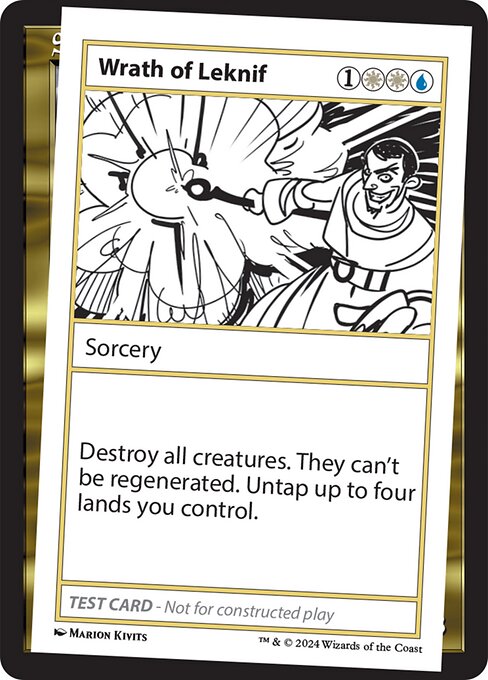 Wrath of Leknif
1
Sorcery
Destroy all creatures. They can't
be regenerated. Untap up to four
lands you control.
TEST CARD - Not for constructed play
Marion Kivits
™ & © 2024 Wizards of the Coast